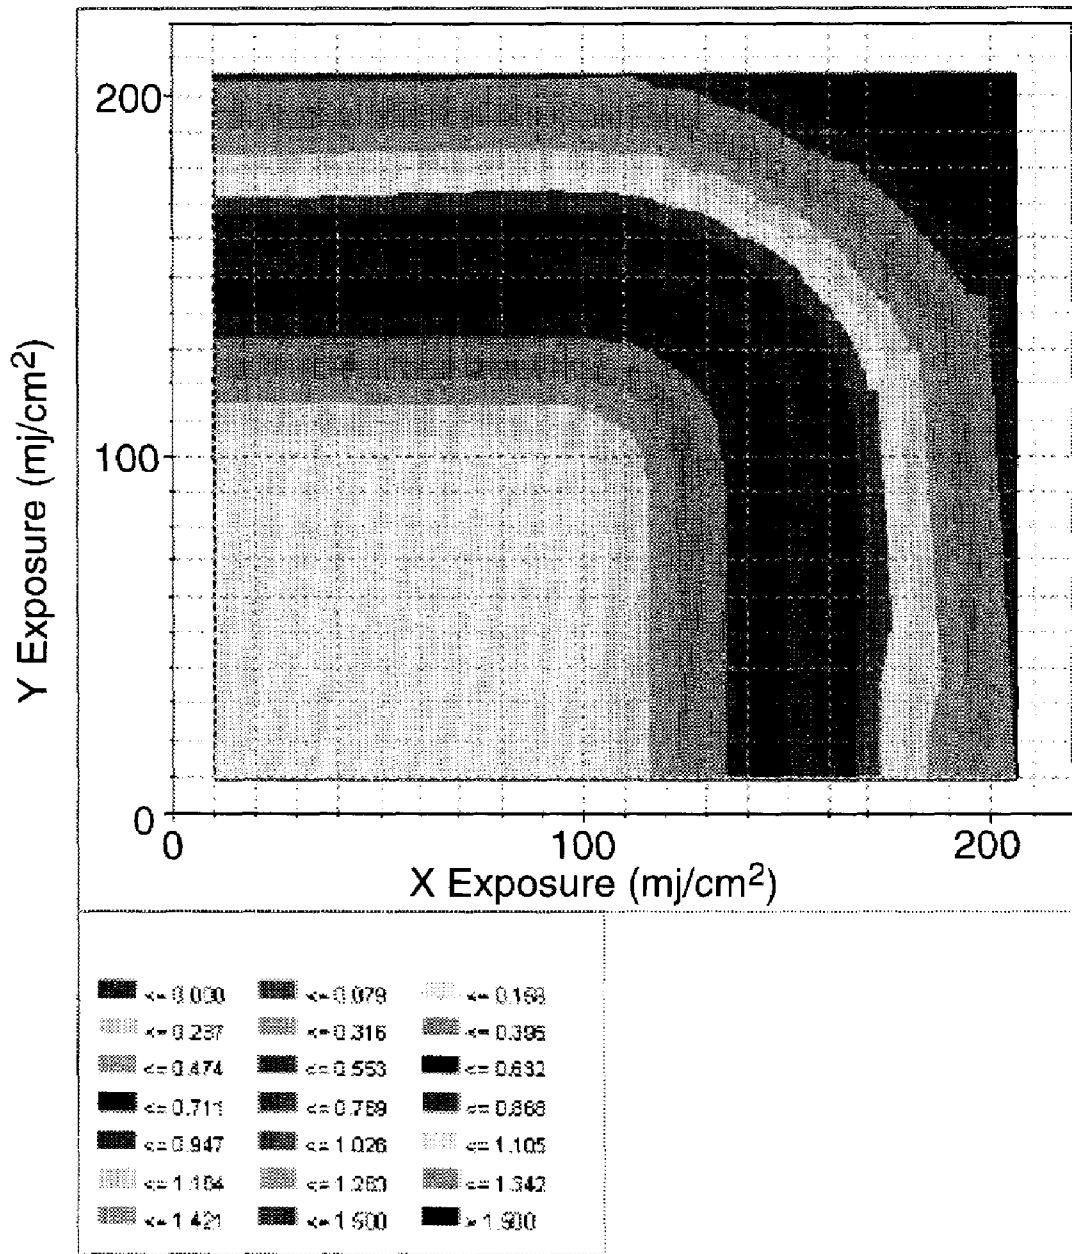 Y Exposure (mj/cm²)
200
100
0
0 100 200
X Exposure (mj/cm²)
<= 0.000 <= 0.079 <= 0.158
<= 0.237 <= 0.316 <= 0.395
<= 0.474 <= 0.553 <= 0.632
<= 0.711 <= 0.789 <= 0.868
<= 0.947 <= 1.026 <= 1.105
<= 1.184 <= 1.263 <= 1.342
<= 1.421 <= 1.500 > 1.500